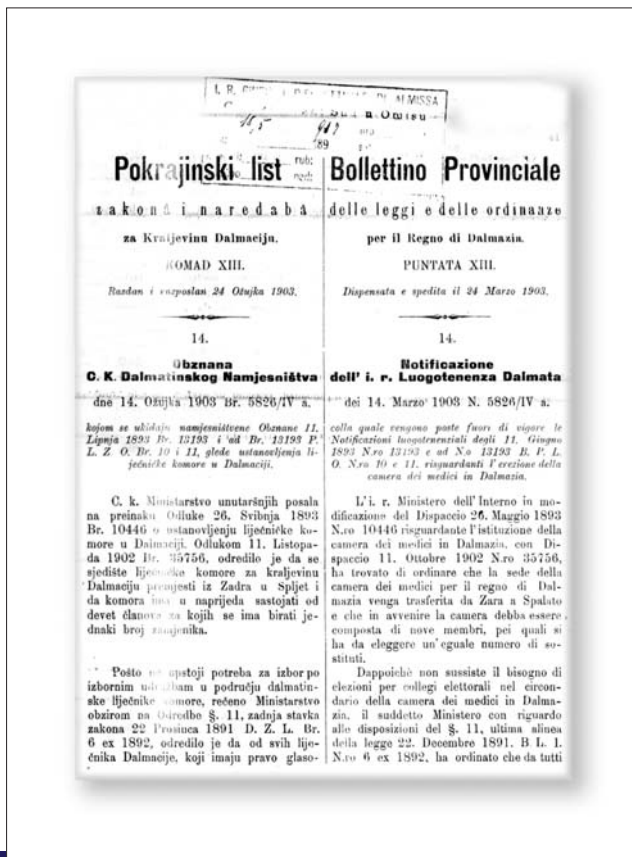 I. R. DI ALMISSA
u Omišu
18/5 912
189
rub:
Pokrajinski list
zakona i naredabâ
za Kraljevinu Dalmaciju.
KOMAD XIII.
Razdan i razposlan 24 Ožujka 1903.
14.
Obznana
C. K. Dalmatinskog Namjesništva
dne 14. Ožujka 1903 Br. 5826/IV a.
kojom se ukidaju namjesništvene Obznane 11.
Lipnja 1893 Br. 13193 i ad Br. 13193 P.
L. Z. O. Br. 10 i 11, glede ustanovljenja li-
ječničke komore u Dalmaciji.
C. k. Ministarstvo unutaršnjih posala
na preinaku Odluke 26. Svibnja 1893
Br. 10446 o ustanovljenju liječničke ko-
more u Dalmaciji. Odlukom 11. Listopa-
da 1902 Br. 35756, odredilo je da se
sjedište liječničke komore za kraljevinu
Dalmaciju premjesti iz Zadra u Spljet i
da komora ima u naprijeda sastojati od
devet članova za kojih se ima birati je-
dnaki broj zamjenika.
Pošto ne opstoji potreba za izbor po
izbornim udružbam u području dalmatin-
ske liječničke komore, rečeno Ministarstvo
obzirom na Odredbe §. 11, zadnja stavka
zakona 22 Prosinca 1891 D. Z. L. Br.
6 ex 1892, odredilo je da od svih lije-
čnika Dalmacije, koji imaju pravo glaso-
Bollettino Provinciale
delle leggi e delle ordinanze
per il Regno di Dalmazia.
PUNTATA XIII.
Dispensata e spedita il 24 Marzo 1903.
14.
Notificazione
dell' i. r. Luogotenenza Dalmata
dei 14. Marzo 1903 N. 5826/IV a.
colla quale vengono poste fuori di vigore le
Notificazioni luogotenenziali degli 11. Giugno
1893 N.ro 13193 e ad N.o 13193 B. P. L.
O. N.ro 10 e 11. risguardanti l'erezione della
camera dei medici in Dalmazia.
L'i. r. Ministero dell'Interno in mo-
dificazione del Dispaccio 26. Maggio 1893
N.ro 10446 risguardante l'istituzione della
camera dei medici in Dalmazia, con Di-
spaccio 11. Ottobre 1902 N.ro 35756,
ha trovato di ordinare che la sede della
camera dei medici per il regno di Dal-
mazia venga trasferita da Zara a Spalato
e che in avvenire la camera debba essere
composta di nove membri, pei quali si
ha da eleggere un'eguale numero di so-
stituti.
Dappoichè non sussiste il bisogno di
elezioni per collegi elettorali nel circon-
dario della camera dei medici in Dalma-
zia, il suddetto Ministero con riguardo
alle disposizioni del §. 11, ultima alinea
della legge 22. Decembre 1891. B. L. I.
N.ro 6 ex 1892, ha ordinato che da tutti